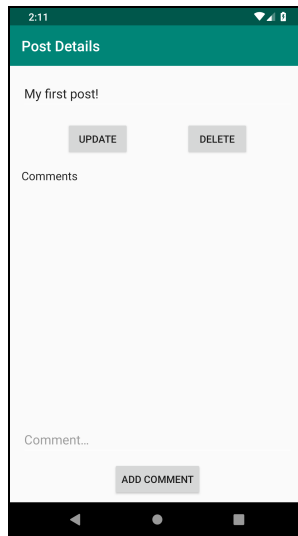 2:11
Post Details
My first post!
UPDATE DELETE
Comments
Comment...
ADD COMMENT